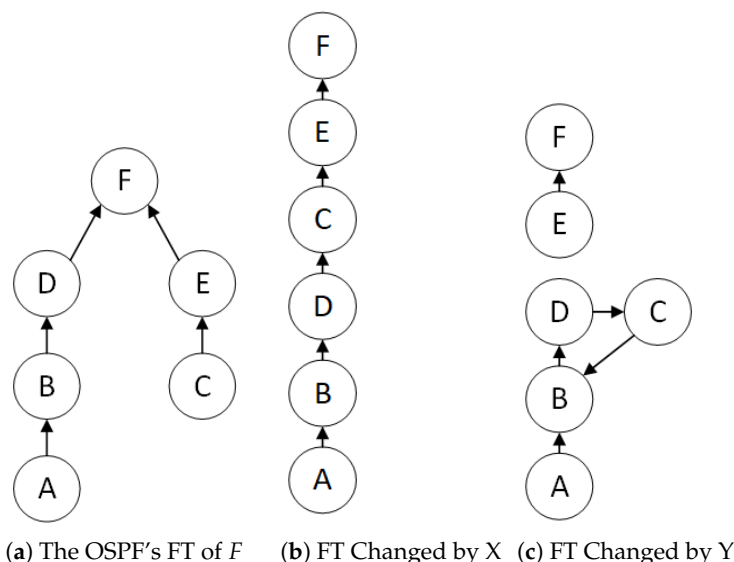 F
E
C
D
B
A
F
E
D
C
B
A
F
D
E
B
C
A
(a) The OSPF's FT of F
(b) FT Changed by X
(c) FT Changed by Y